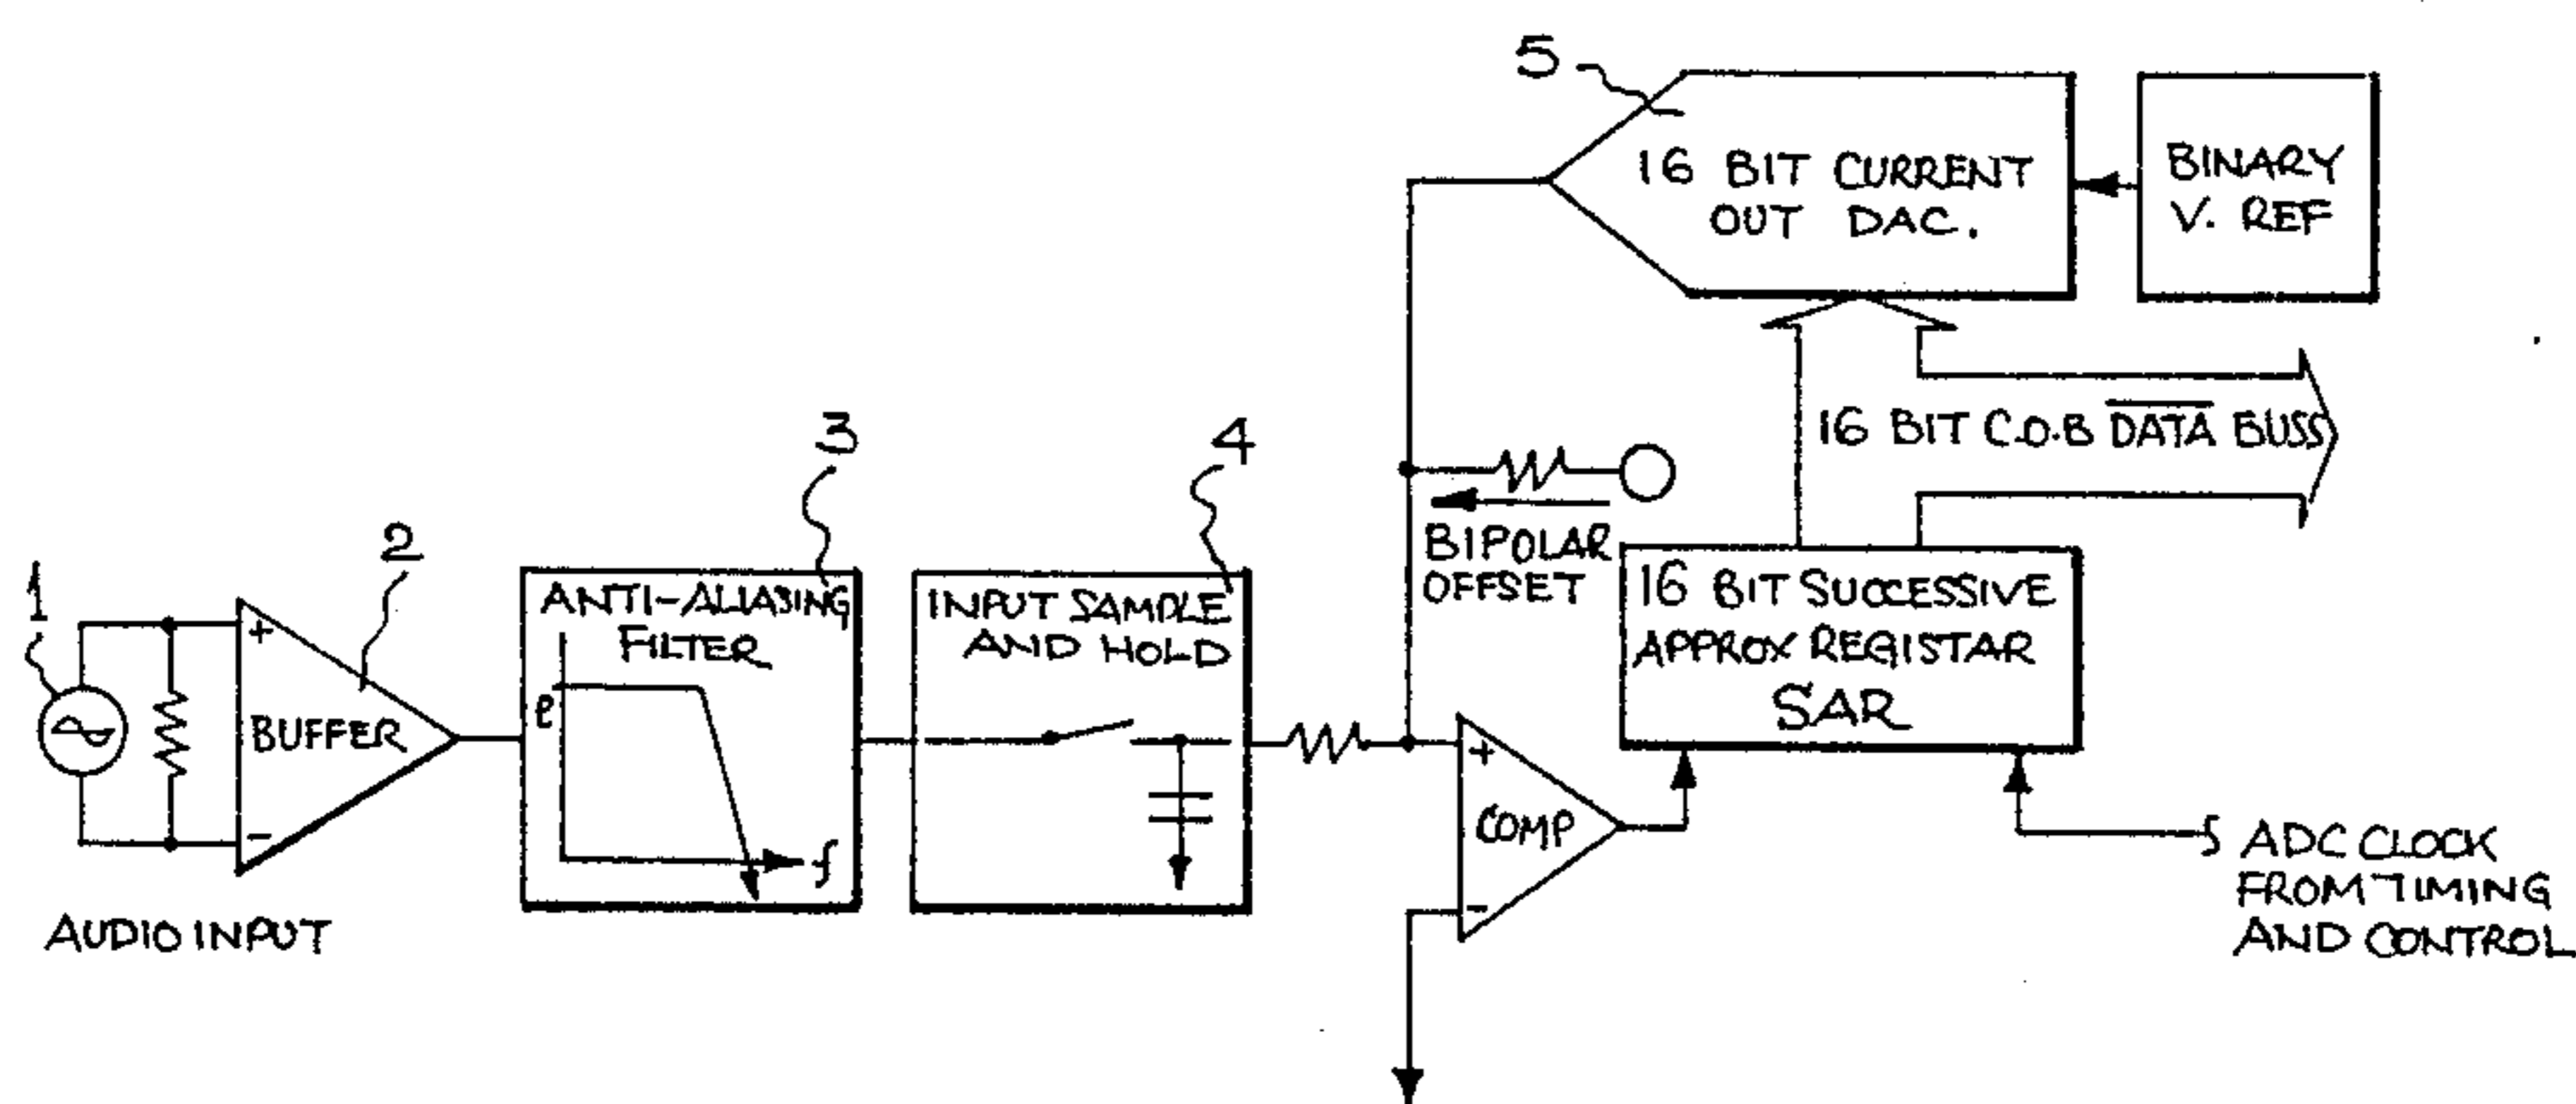 5
16 BIT CURRENT
OUT DAC.
BINARY
V. REF
16 BIT C.O.B D̅A̅T̅A̅ BUSS
3
4
2
1
BIPOLAR
OFFSET
+
-
BUFFER
AUDIO INPUT
ANTI-ALIASING
FILTER
e
f
INPUT SAMPLE
AND HOLD
16 BIT SUCCESSIVE
APPROX REGISTAR
SAR
+
-
COMP
ADC CLOCK
FROM TIMING
AND CONTROL